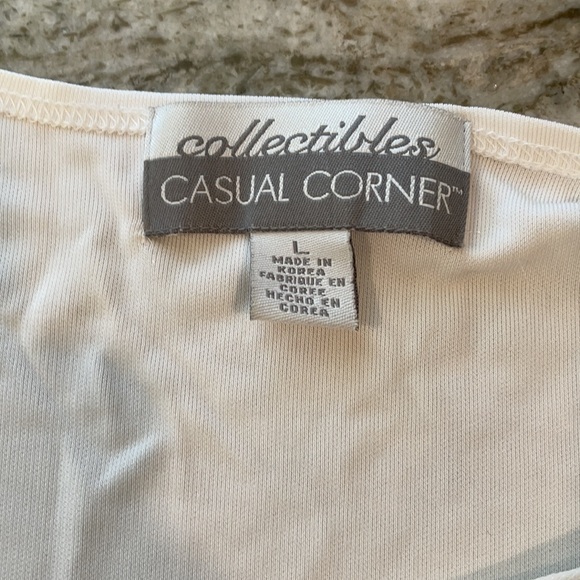 collectibles
CASUAL CORNER™
L
MADE IN
KOREA
FABRIQUE EN
COREE
HECHO EN
COREA